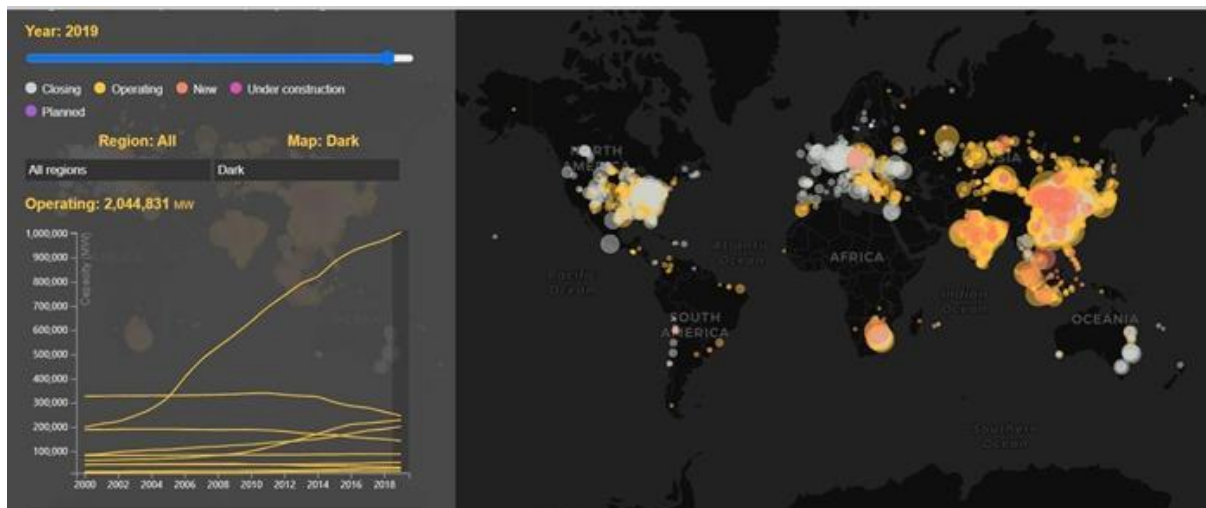 Year: 2019
Closing Operating New Under construction
Planned
Region: All Map: Dark
All regions Dark
Operating: 2,044,831 MW
Capacity (MW)
1,000,000
900,000
800,000
700,000
600,000
500,000
400,000
300,000
200,000
100,000
2000 2002 2004 2006 2008 2010 2012 2014 2016 2018
NORTH
AMERICA
ASIA
Atlantic
Ocean
AFRICA
Pacific
Ocean
Indian
Ocean
SOUTH
AMERICA
OCEANIA
Southern
Ocean